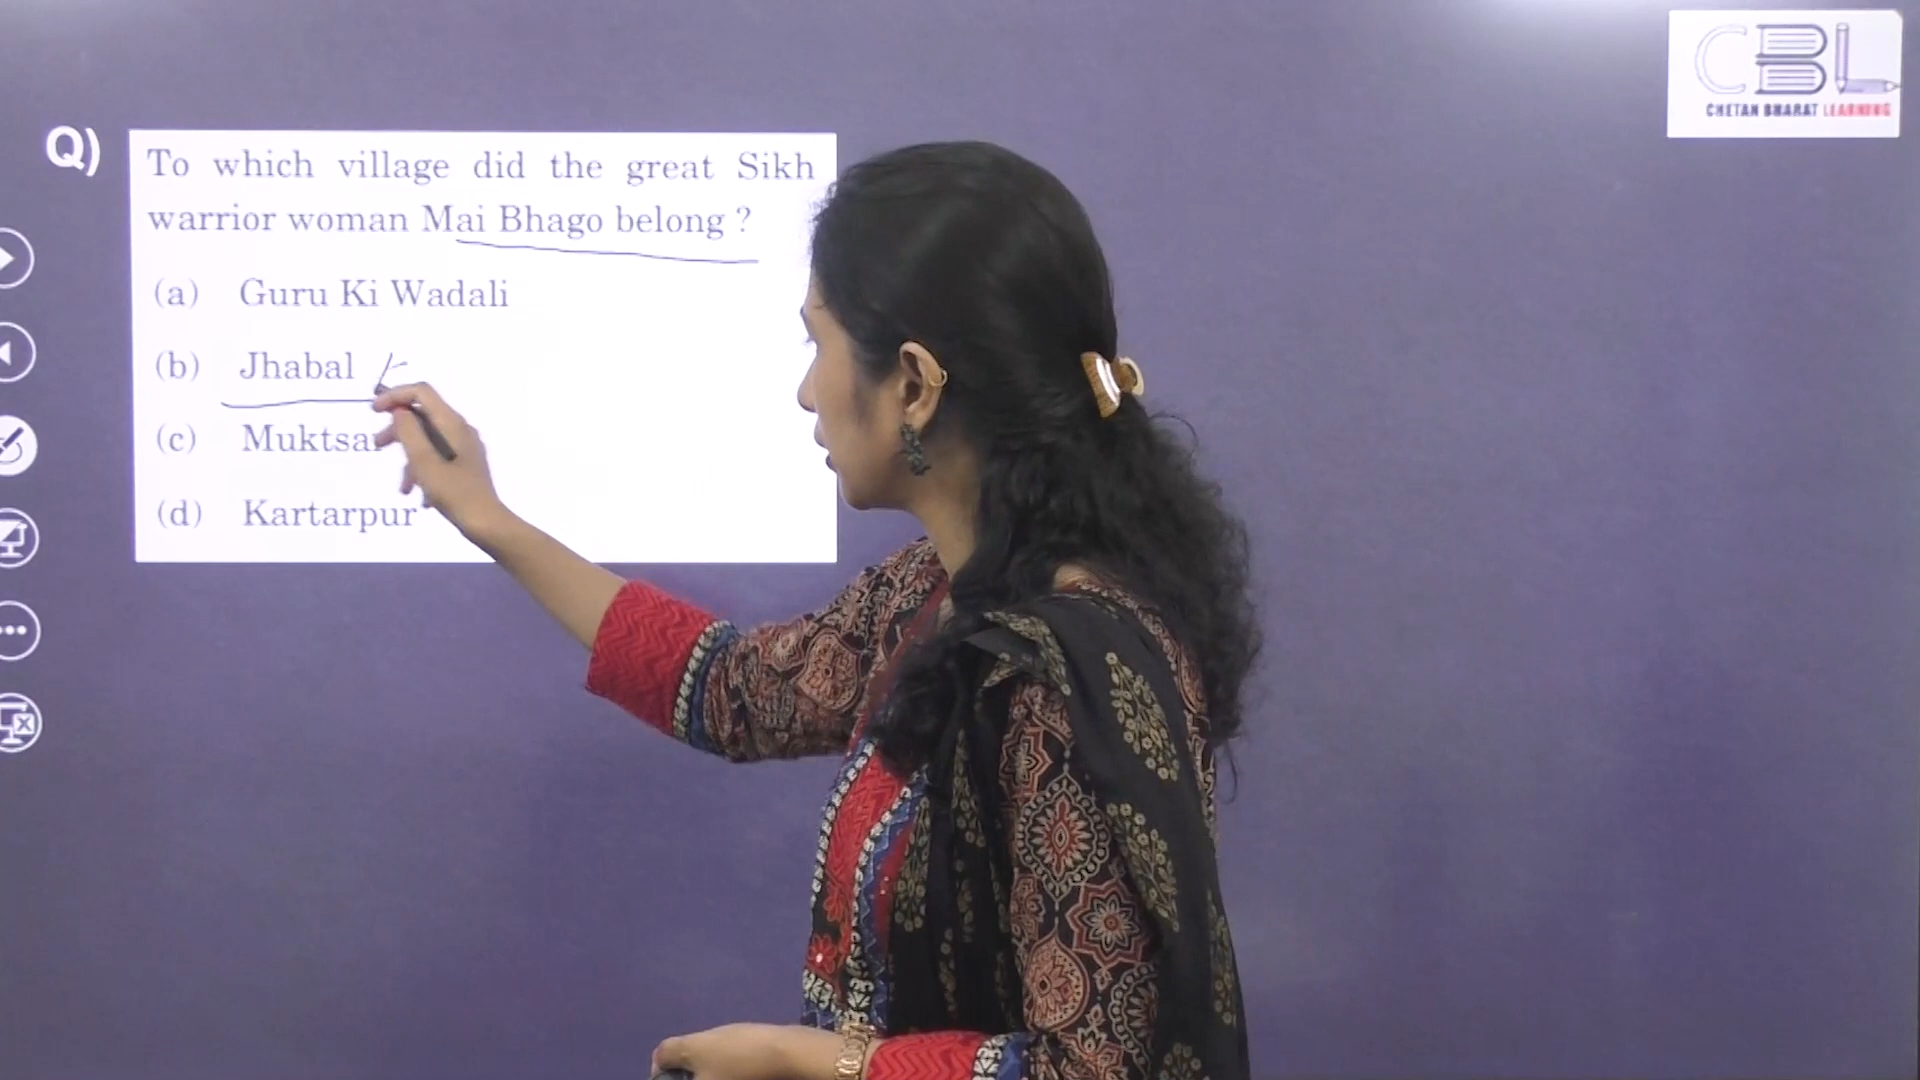 CBL
CHETAN BHARAT LEARNING
Q)
To which village did the great Sikh
warrior woman Mai Bhago belong ?
(a) Guru Ki Wadali
(b) Jhabal
(c) Muktsar
(d) Kartarpur